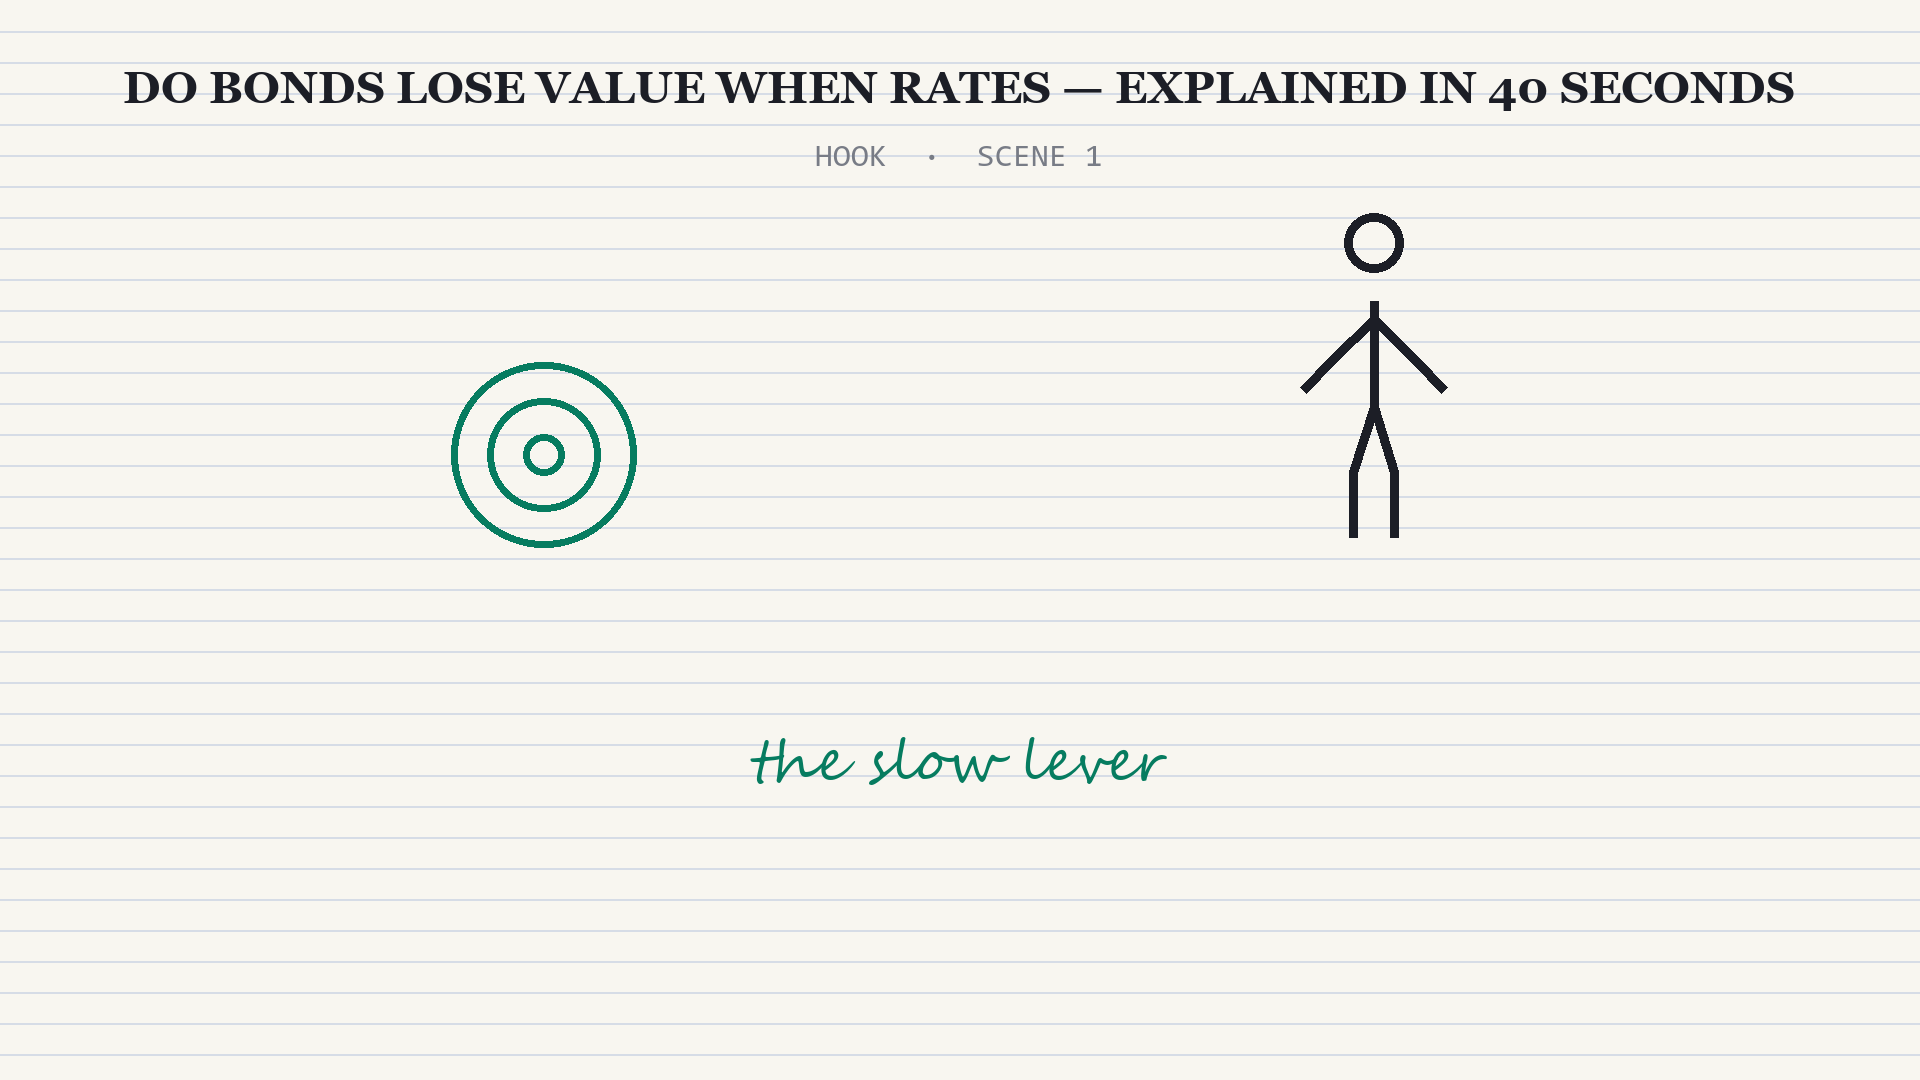 DO BONDS LOSE VALUE WHEN RATES — EXPLAINED IN 40 SECONDS
HOOK · SCENE 1
the slow lever